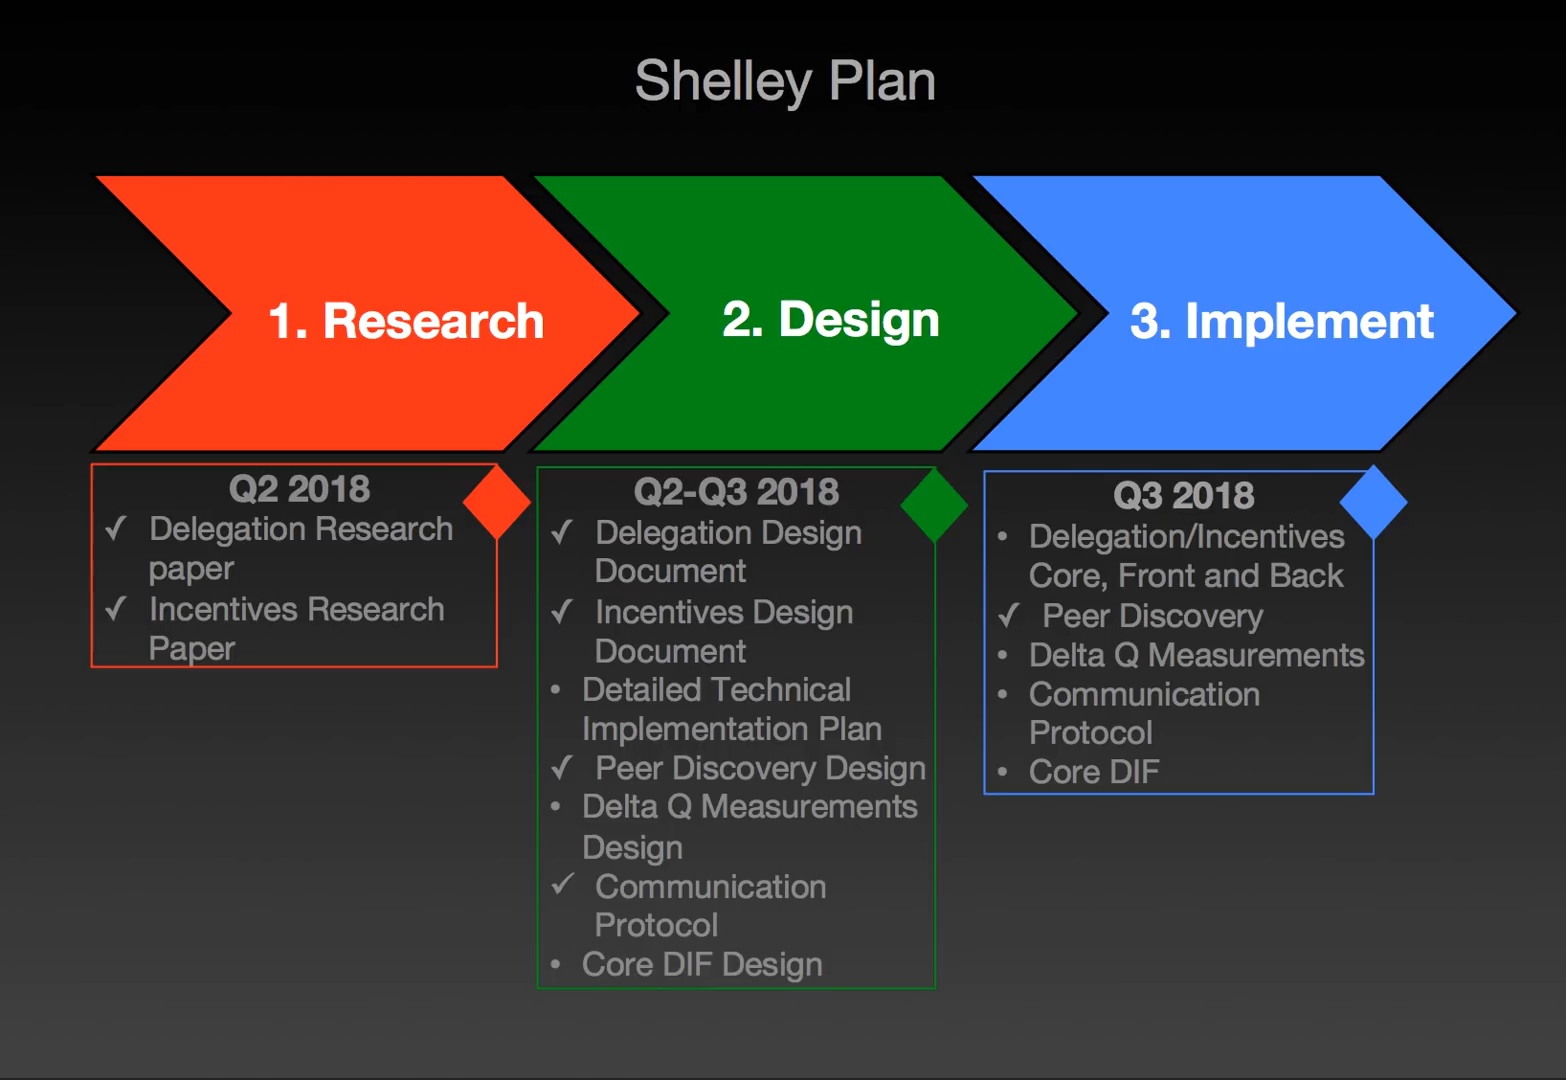 Shelley Plan
1. Research
2. Design
3. Implement
Q2 2018
✓ Delegation Research
paper
✓ Incentives Research
Paper
Q2-Q3 2018
✓ Delegation Design
Document
✓ Incentives Design
Document
• Detailed Technical
Implementation Plan
✓ Peer Discovery Design
• Delta Q Measurements
Design
✓ Communication
Protocol
• Core DIF Design
Q3 2018
• Delegation/Incentives
Core, Front and Back
✓ Peer Discovery
• Delta Q Measurements
• Communication
Protocol
• Core DIF